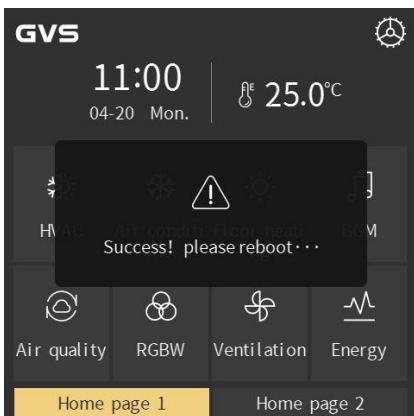 GVS
11:00
04-20 Mon.
E 25.0°C
HVAC Air conditi Floor heati BGM
Success! please reboot···
Air quality RGBW Ventilation Energy
Home page 1 Home page 2